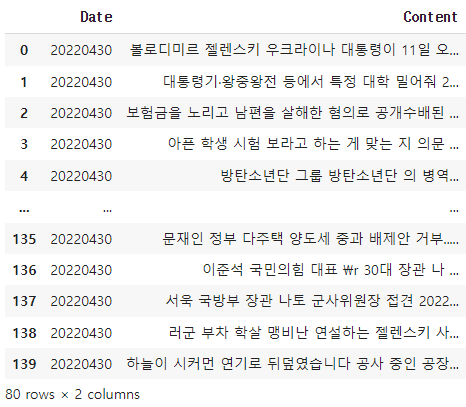 Date Content
0 20220430 볼로디미르 젤렌스키 우크라이나 대통령이 11일 오...
1 20220430 대통령기·왕중왕전 등에서 특정 대학 밀어줘 2...
2 20220430 보험금을 노리고 남편을 살해한 혐의로 공개수배된 ...
3 20220430 아픈 학생 시험 보라고 하는 게 맞는 지 의문 ...
4 20220430 방탄소년단 그룹 방탄소년단 의 병역...
... ... ...
135 20220430 문재인 정부 다주택 양도세 중과 배제안 거부.....
136 20220430 이준석 국민의힘 대표 ₩r 30대 장관 나 ...
137 20220430 서욱 국방부 장관 나토 군사위원장 접견 2022...
138 20220430 러군 부차 학살 맹비난 연설하는 젤렌스키 사...
139 20220430 하늘이 시커먼 연기로 뒤덮였습니다 공사 중인 공장...
80 rows × 2 columns